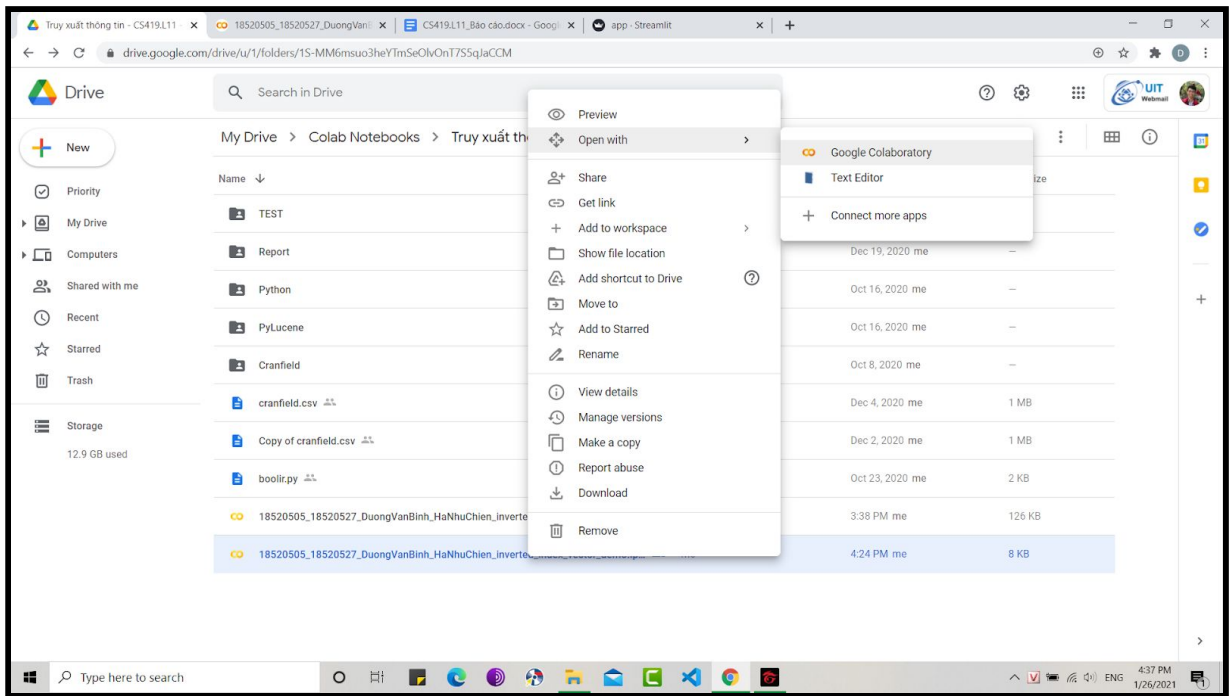 Truy xuất thông tin - CS419.L11
18520505_18520527_DuongVanB
CS419.L11_Báo cáo.docx - Googl
app · Streamlit
drive.google.com/drive/u/1/folders/1S-MM6msuo3heYTmSeOlvOnT7S5qJaCCM
D
Drive
Search in Drive
UIT
Webmail
New
My Drive > Colab Notebooks > Truy xuất th
Priority
My Drive
Computers
Shared with me
Recent
Starred
Trash
Storage
12.9 GB used
Name
TEST
Report Dec 19, 2020 me –
Python Oct 16, 2020 me –
PyLucene Oct 16, 2020 me –
Cranfield Oct 8, 2020 me –
cranfield.csv Dec 4, 2020 me 1 MB
Copy of cranfield.csv Dec 2, 2020 me 1 MB
boolir.py Oct 23, 2020 me 2 KB
18520505_18520527_DuongVanBinh_HaNhuChien_inverte 3:38 PM me 126 KB
18520505_18520527_DuongVanBinh_HaNhuChien_inverted 4:24 PM me 8 KB
Preview
Open with
Share
Get link
Add to workspace
Show file location
Add shortcut to Drive
Move to
Add to Starred
Rename
View details
Manage versions
Make a copy
Report abuse
Download
Remove
Google Colaboratory
Text Editor
Connect more apps
31
Type here to search
ENG
4:37 PM
1/26/2021